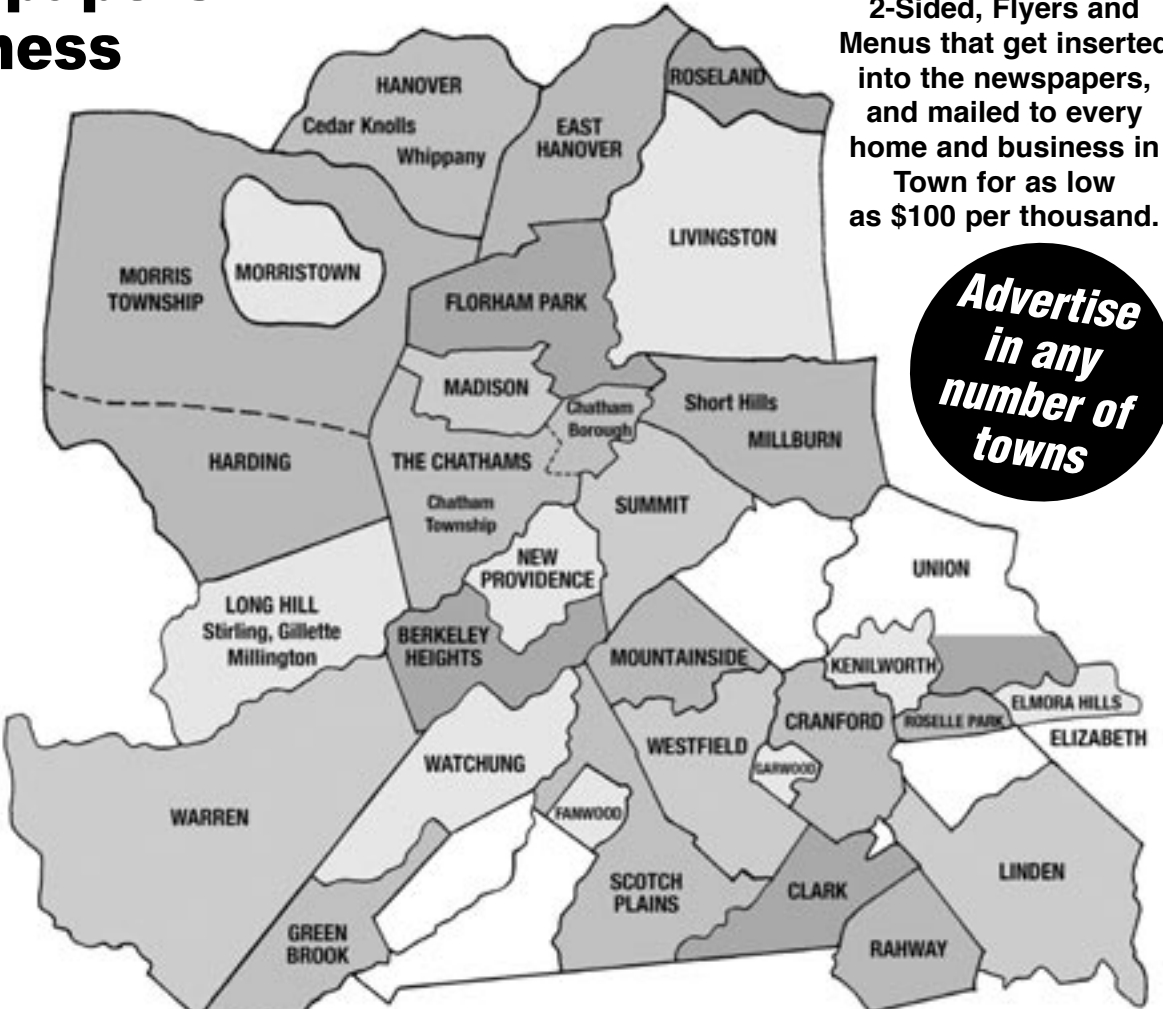 ness
2-Sided, Flyers and
Menus that get inserted
into the newspapers,
and mailed to every
home and business in
Town for as low
as $100 per thousand.
Advertise
in any
number of
towns
HANOVER
Cedar Knolls
Whippany
EAST
HANOVER
ROSELAND
LIVINGSTON
MORRIS
TOWNSHIP
MORRISTOWN
FLORHAM PARK
MADISON
Chatham
Borough
Short Hills
MILLBURN
HARDING
THE CHATHAMS
Chatham
Township
SUMMIT
NEW
PROVIDENCE
UNION
LONG HILL
Stirling, Gillette
Millington
BERKELEY
HEIGHTS
MOUNTAINSIDE
KENILWORTH
ELMORA HILLS
ROSELLE PARK
ELIZABETH
CRANFORD
WESTFIELD
GARWOOD
WATCHUNG
WARREN
FANWOOD
SCOTCH
PLAINS
CLARK
LINDEN
GREEN
BROOK
RAHWAY